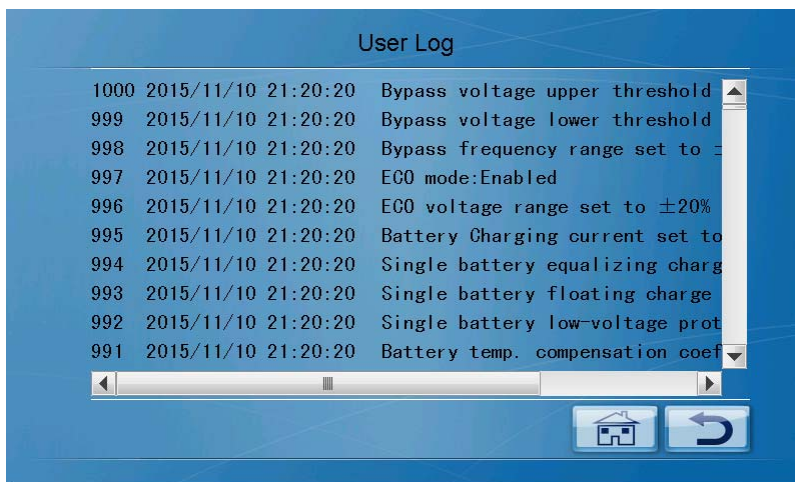 User Log
1000 2015/11/10 21:20:20 Bypass voltage upper threshold
999 2015/11/10 21:20:20 Bypass voltage lower threshold
998 2015/11/10 21:20:20 Bypass frequency range set to
997 2015/11/10 21:20:20 ECO mode:Enabled
996 2015/11/10 21:20:20 ECO voltage range set to ±20%
995 2015/11/10 21:20:20 Battery Charging current set to
994 2015/11/10 21:20:20 Single battery equalizing charg
993 2015/11/10 21:20:20 Single battery floating charge
992 2015/11/10 21:20:20 Single battery low-voltage prot
991 2015/11/10 21:20:20 Battery temp. compensation coef